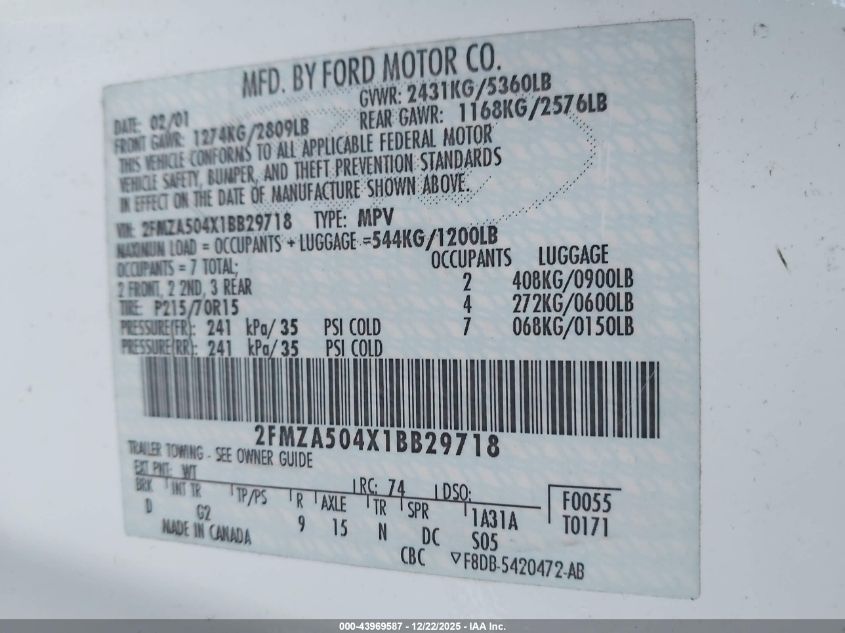 MFD. BY FORD MOTOR CO.
DATE: 02/01 GVWR: 2431KG/5360LB
FRONT GAWR: 1274KG/2809LB REAR GAWR: 1168KG/2576LB
THIS VEHICLE CONFORMS TO ALL APPLICABLE FEDERAL MOTOR
VEHICLE SAFETY, BUMPER, AND THEFT PREVENTION STANDARDS
IN EFFECT ON THE DATE OF MANUFACTURE SHOWN ABOVE.
VIN: 2FMZA504X1BB29718 TYPE: MPV
MAXIMUM LOAD = OCCUPANTS + LUGGAGE =544KG/1200LB
OCCUPANTS = 7 TOTAL; OCCUPANTS LUGGAGE
2 FRONT, 2 2ND, 3 REAR 2 408KG/0900LB
TIRE: P215/70R15 4 272KG/0600LB
PRESSURE(FR): 241 kPa/35 PSI COLD 7 068KG/0150LB
PRESSURE(RR): 241 kPa/35 PSI COLD
2FMZA504X1BB29718
TRAILER TOWING - SEE OWNER GUIDE
EXT PNT: WT RC: 74 DSO: F0055
BRK INT TR TP/PS R AXLE TR SPR 1A31A T0171
D G2 9 15 N DC S05
MADE IN CANADA CBC ▽F8DB-5420472-AB
000-43969587 - 12/22/2025 - IAA Inc.